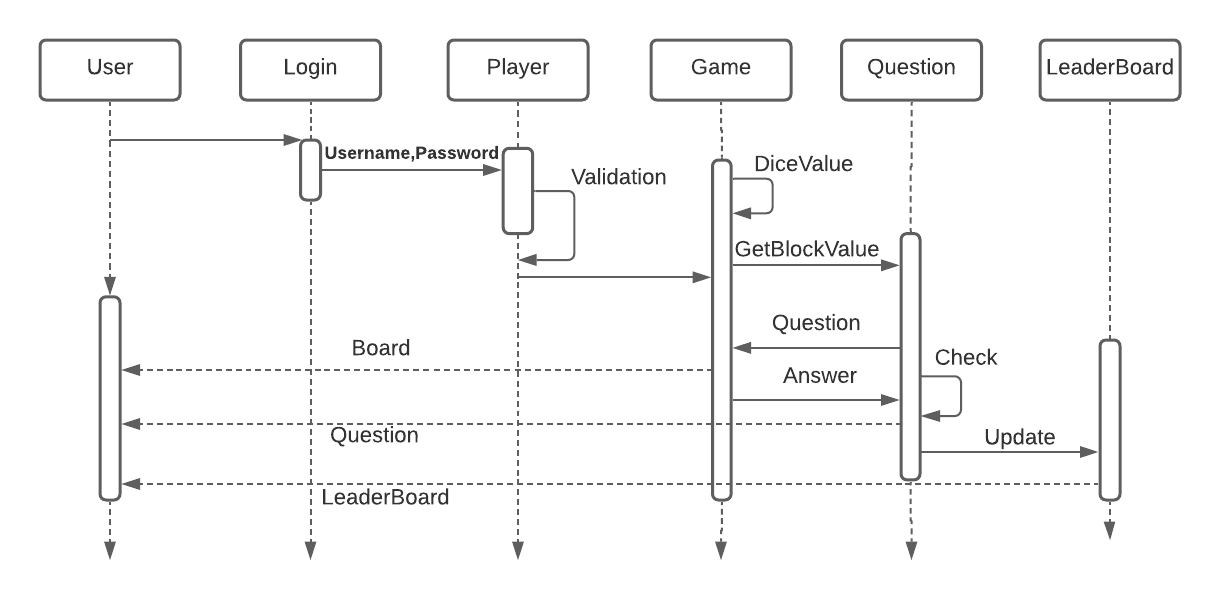 User
Login
Player
Game
Question
LeaderBoard
Username,Password
Validation
DiceValue
GetBlockValue
Question
Board
Check
Answer
Question
Update
LeaderBoard